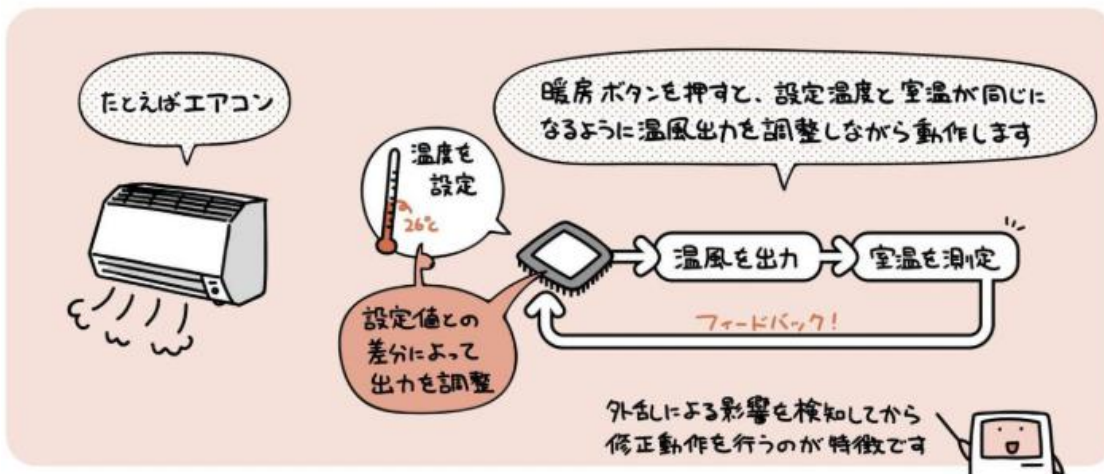 たとえばエアコン
暖房ボタンを押すと、設定温度と室温が同じに
なるように温風出力を調整しながら動作します
温度を
設定
26℃
温風を出力
室温を測定
フィードバック!
設定値との
差分によって
出力を調整
外乱による影響を検知してから
修正動作を行うのが特徴です